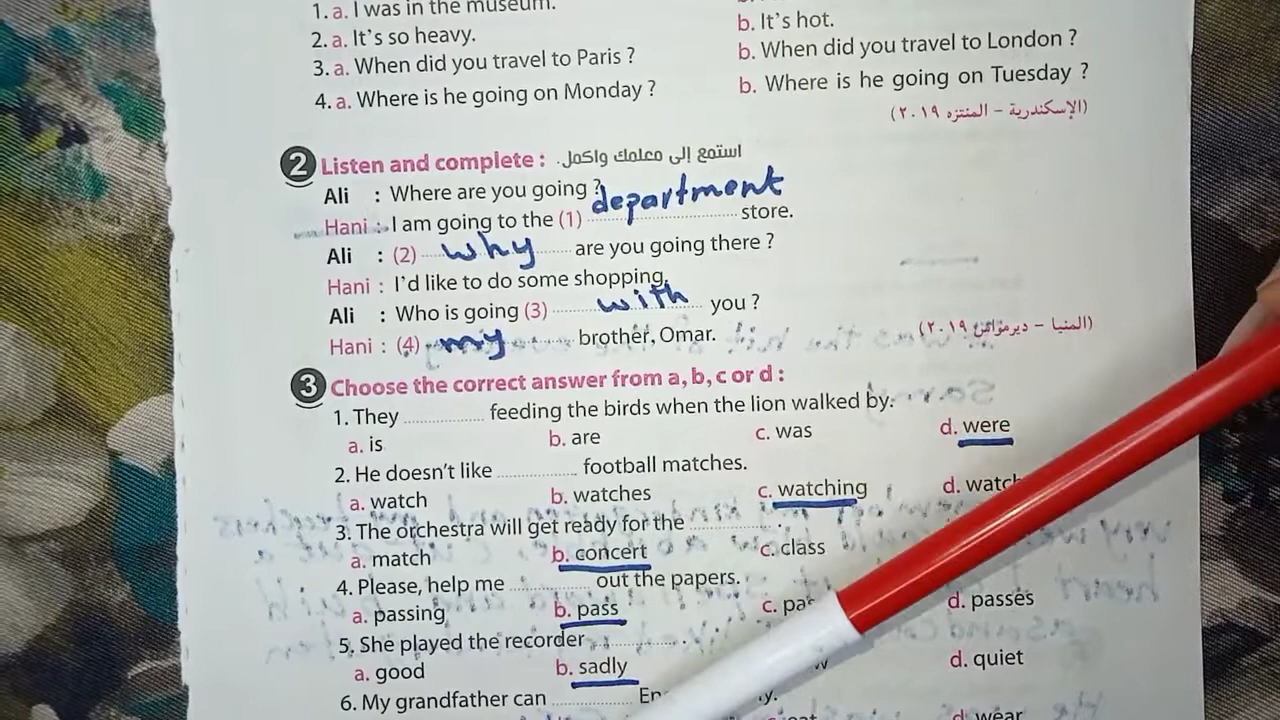 1. a. I was in the museum.
2. a. It's so heavy. b. It's hot.
3. a. When did you travel to Paris ? b. When did you travel to London ?
4. a. Where is he going on Monday ? b. Where is he going on Tuesday ?
(الإسكندرية - المنتزه ٢٠١٩)
2 Listen and complete : استمع إلى معلمك واكمل.
Ali : Where are you going ?
Hani : I am going to the (1) department store.
Ali : (2) why are you going there ?
Hani : I'd like to do some shopping.
Ali : Who is going (3) with you ?
Hani : (4) my brother, Omar.
(المنيا - ديرمواس ٢٠١٩)
3 Choose the correct answer from a, b, c or d :
1. They ............ feeding the birds when the lion walked by.
a. is b. are c. was d. were
2. He doesn't like ............ football matches.
a. watch b. watches c. watching d.
3. The orchestra will get ready for the ............ .
a. match b. concert c. class
4. Please, help me ............ out the papers.
a. passing b. pass c. d. passes
5. She played the recorder ............ .
a. good b. sadly d. quiet
6. My grandfather can ............
d. wear